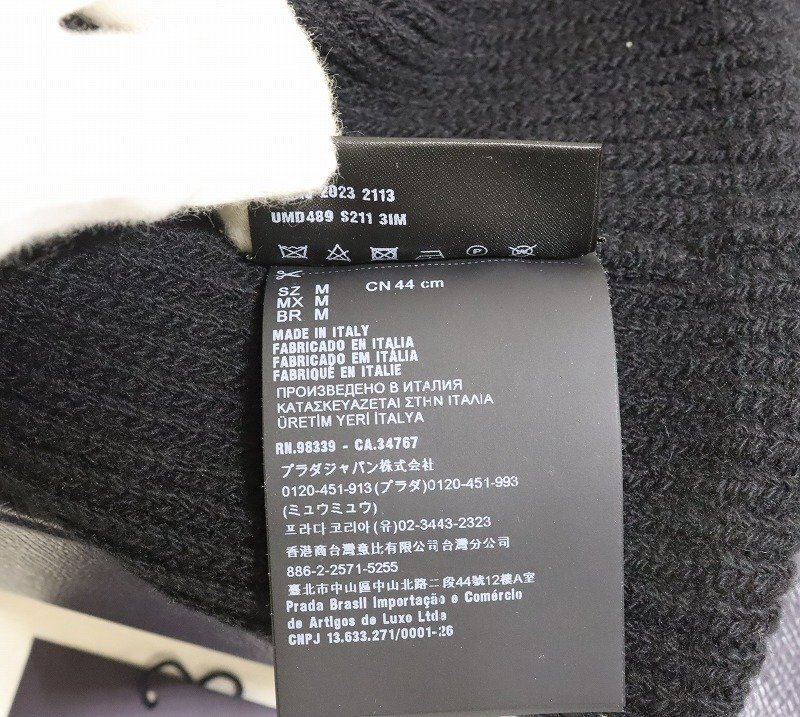 2023 2113
UMD489 S211 3IM
P
SZ M CN 44 cm
MX M
BR M
MADE IN ITALY
FABRICADO EN ITALIA
FABRICADO EM ITÁLIA
FABRIQUÉ EN ITALIE
ПРОИЗВЕДЕНО В ИТАЛИЯ
ΚΑΤΑΣΚΕΥΑΖΕΤΑΙ ΣΤΗΝ ΙΤΑΛΙΑ
ÜRETİM YERİ İTALYA
RN.98339 - CA.34767
プラダジャパン株式会社
0120-451-913(プラダ)0120-451-993
(ミュウミュウ)
프라다코리아(유)02-3443-2323
香港商台灣意比有限公司台灣分公司
886-2-2571-5255
臺北市中山區中山北路二段44號12樓A室
Prada Brasil Importação e Comércio
de Artigos de Luxo Ltda
CNPJ 13.633.271/0001-26